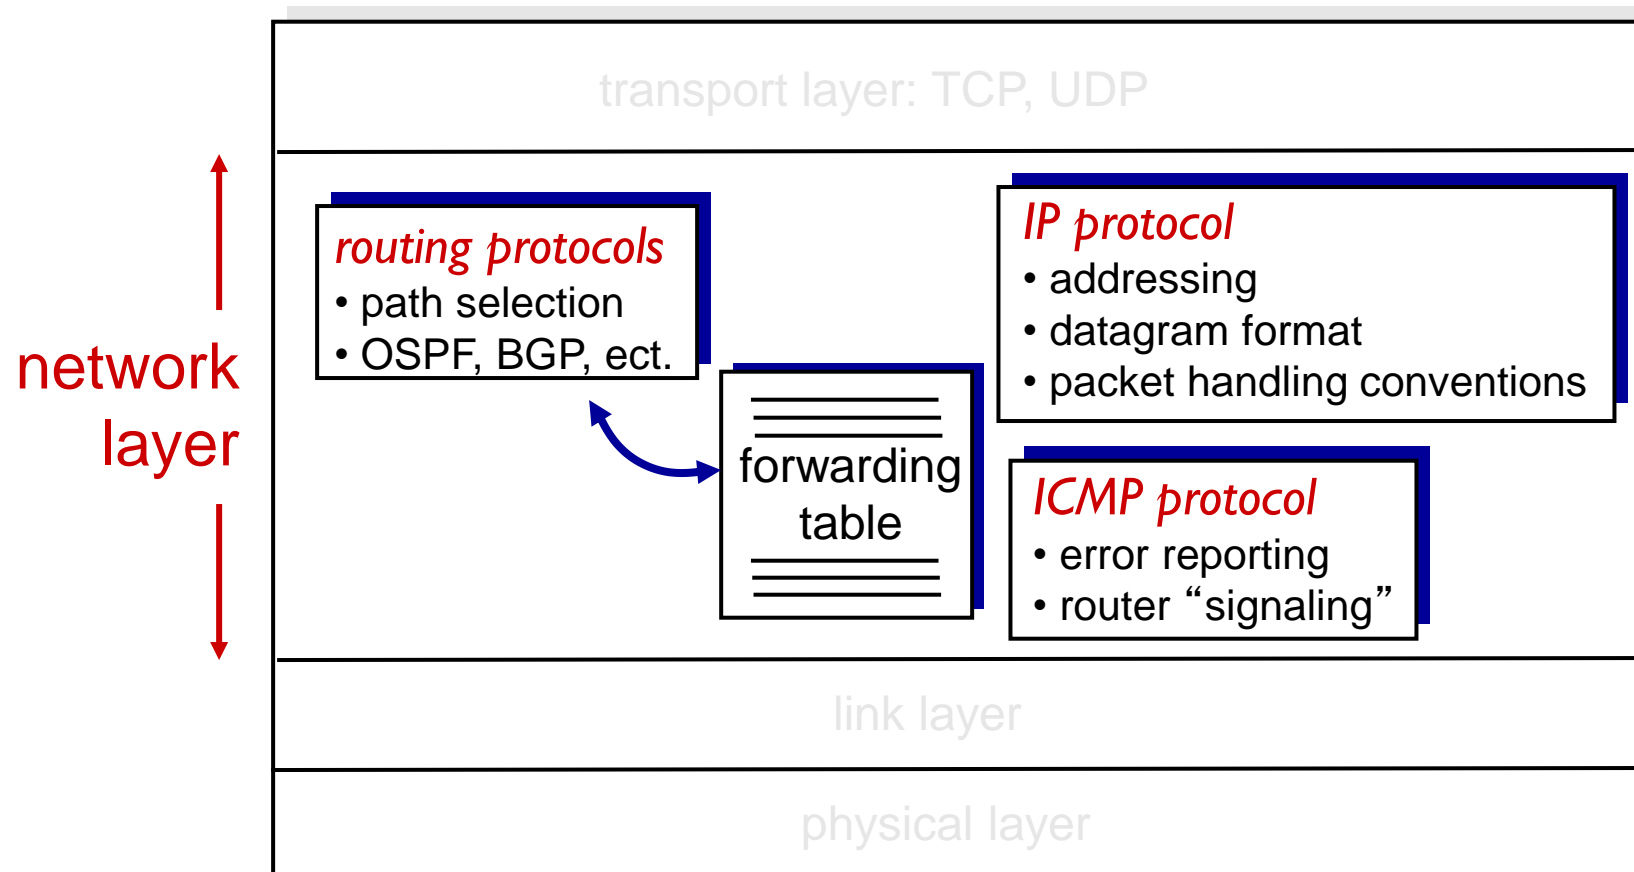 transport layer: TCP, UDP
network
layer
routing protocols
• path selection
• OSPF, BGP, ect.
forwarding
table
IP protocol
• addressing
• datagram format
• packet handling conventions
ICMP protocol
• error reporting
• router “signaling”
link layer
physical layer